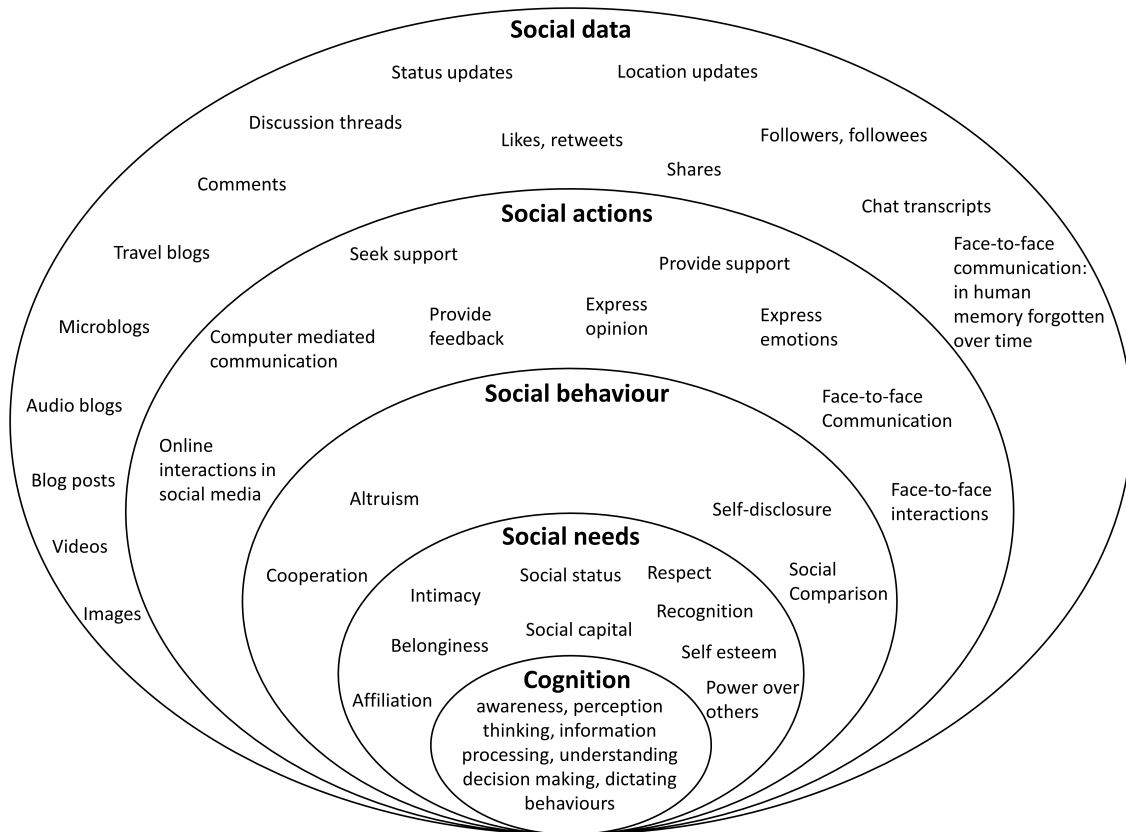 Social data
Status updates
Location updates
Discussion threads
Likes, retweets
Followers, followees
Shares
Comments
Chat transcripts
Travel blogs
Face-to-face
communication:
in human
memory forgotten
over time
Microblogs
Audio blogs
Blog posts
Videos
Images
Social actions
Seek support
Provide support
Provide
feedback
Express
opinion
Express
emotions
Computer mediated
communication
Face-to-face
Communication
Online
interactions in
social media
Face-to-face
interactions
Social behaviour
Altruism
Self-disclosure
Cooperation
Social
Comparison
Social needs
Social status
Respect
Intimacy
Recognition
Social capital
Belonginess
Self esteem
Affiliation
Power over
others
Cognition
awareness, perception
thinking, information
processing, understanding
decision making, dictating
behaviours